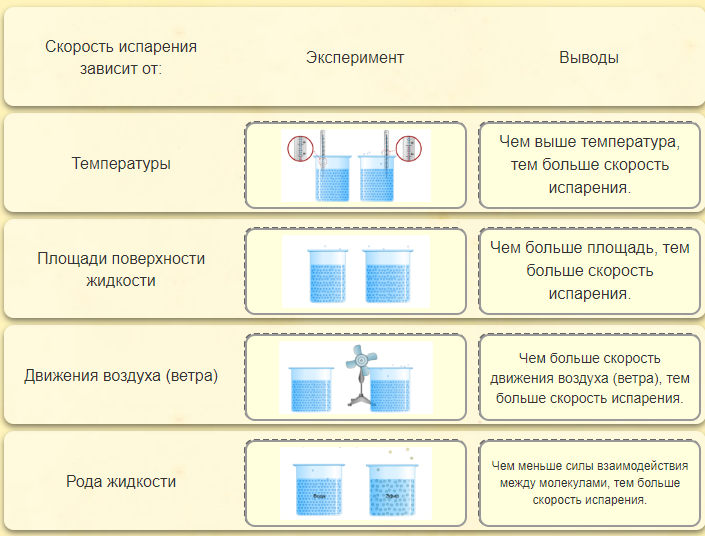 Скорость испарения
зависит от:
Эксперимент
Выводы
Температуры
Чем выше температура,
тем больше скорость
испарения.
Площади поверхности
жидкости
Чем больше площадь, тем
больше скорость
испарения.
Движения воздуха (ветра)
Чем больше скорость
движения воздуха (ветра), тем
больше скорость испарения.
Рода жидкости
Вода
Эфир
Чем меньше силы взаимодействия
между молекулами, тем больше
скорость испарения.